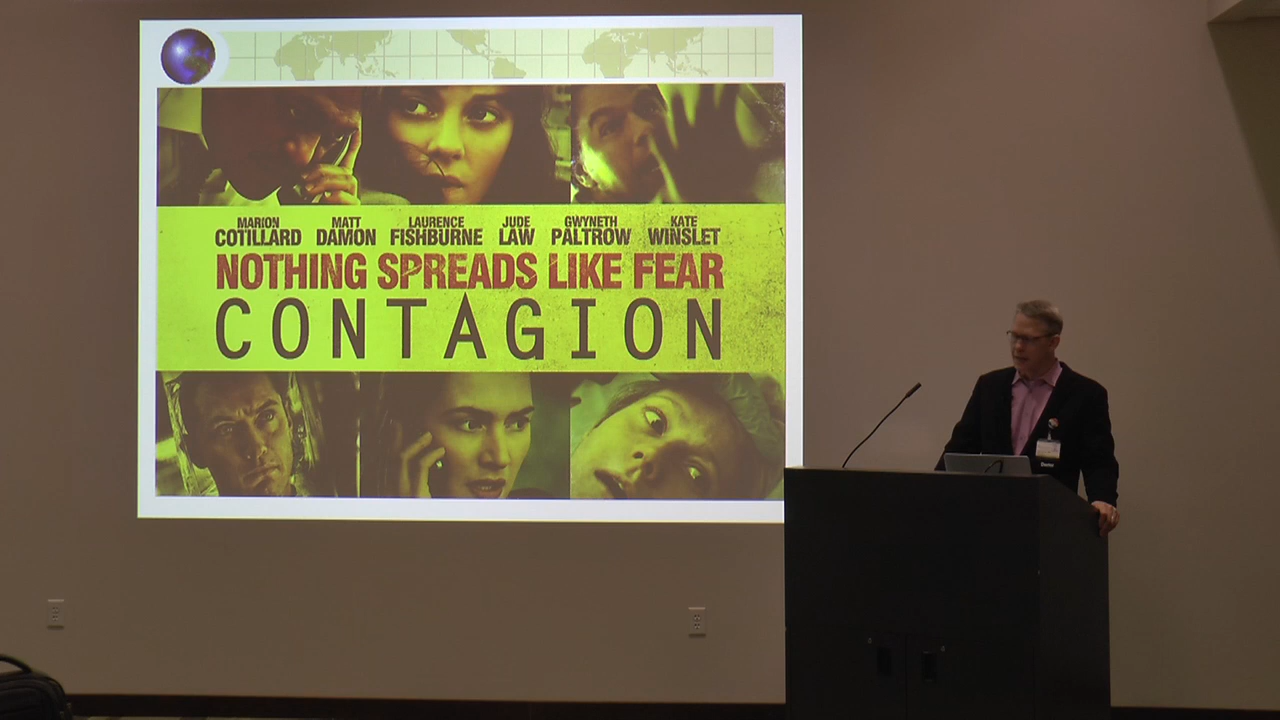 MARION MATT LAURENCE JUDE GWYNETH KATE
COTILLARD DAMON FISHBURNE LAW PALTROW WINSLET
NOTHING SPREADS LIKE FEAR
CONTAGION